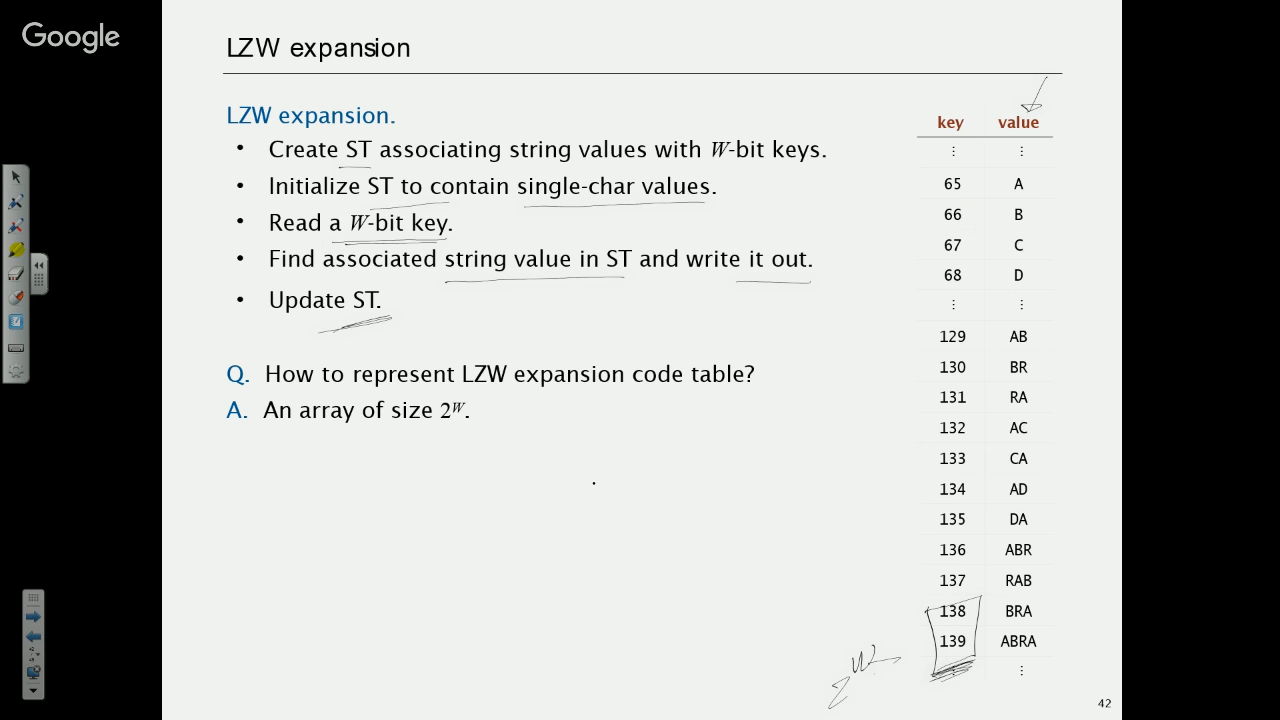 Google
LZW expansion
LZW expansion.
• Create ST associating string values with W-bit keys.
• Initialize ST to contain single-char values.
• Read a W-bit key.
• Find associated string value in ST and write it out.
• Update ST.
Q. How to represent LZW expansion code table?
A. An array of size 2^W.
key value
⋮ ⋮
65 A
66 B
67 C
68 D
⋮ ⋮
129 AB
130 BR
131 RA
132 AC
133 CA
134 AD
135 DA
136 ABR
137 RAB
138 BRA
139 ABRA
⋮ ⋮
2^W
42